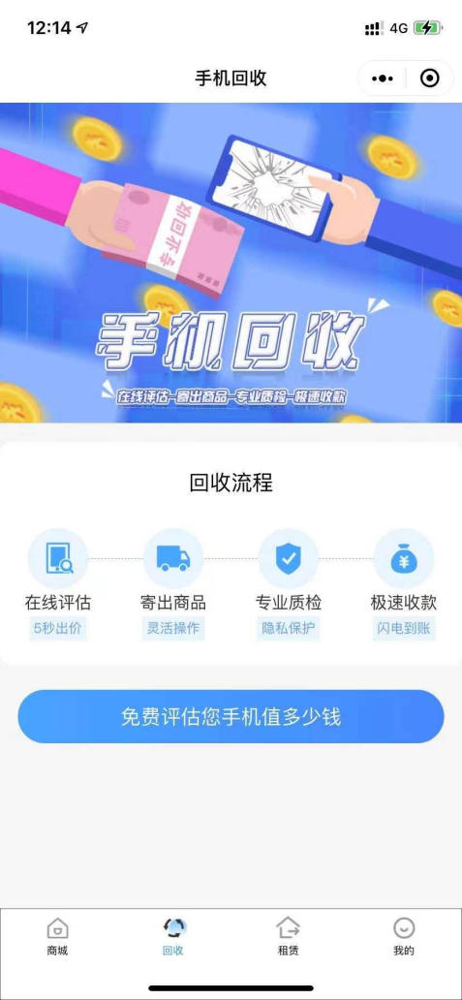 12:14
4G
手机回收
手机回收
在线评估-寄出商品-专业质检-极速收款
回收流程
在线评估
寄出商品
专业质检
极速收款
5秒出价
灵活操作
隐私保护
闪电到账
免费评估您手机值多少钱
商城
回收
租赁
我的